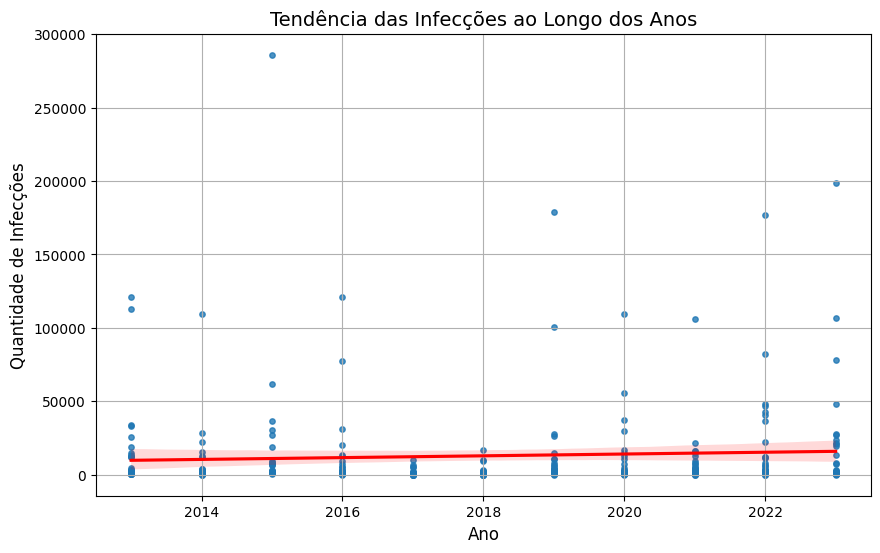 Tendência das Infecções ao Longo dos Anos
Quantidade de Infecções
300000
250000
200000
150000
100000
50000
0
2014 2016 2018 2020 2022
Ano